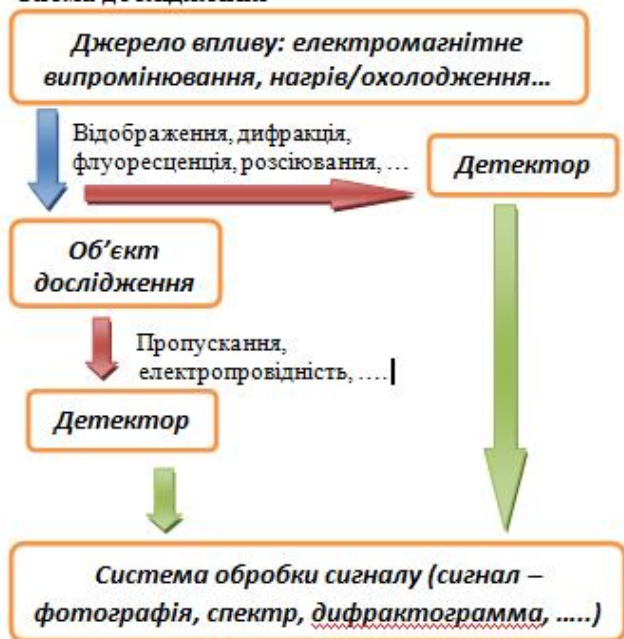 Джерело впливу: електромагнітне
випромінювання, нагрів/охолодження...
Відображення, дифракція,
флуоресценція, розсіювання, ...
Детектор
Об'єкт
дослідження
Пропускання,
електропровідність, ....
Детектор
Система обробки сигналу (сигнал –
фотографія, спектр, дифрактограмма, .....)